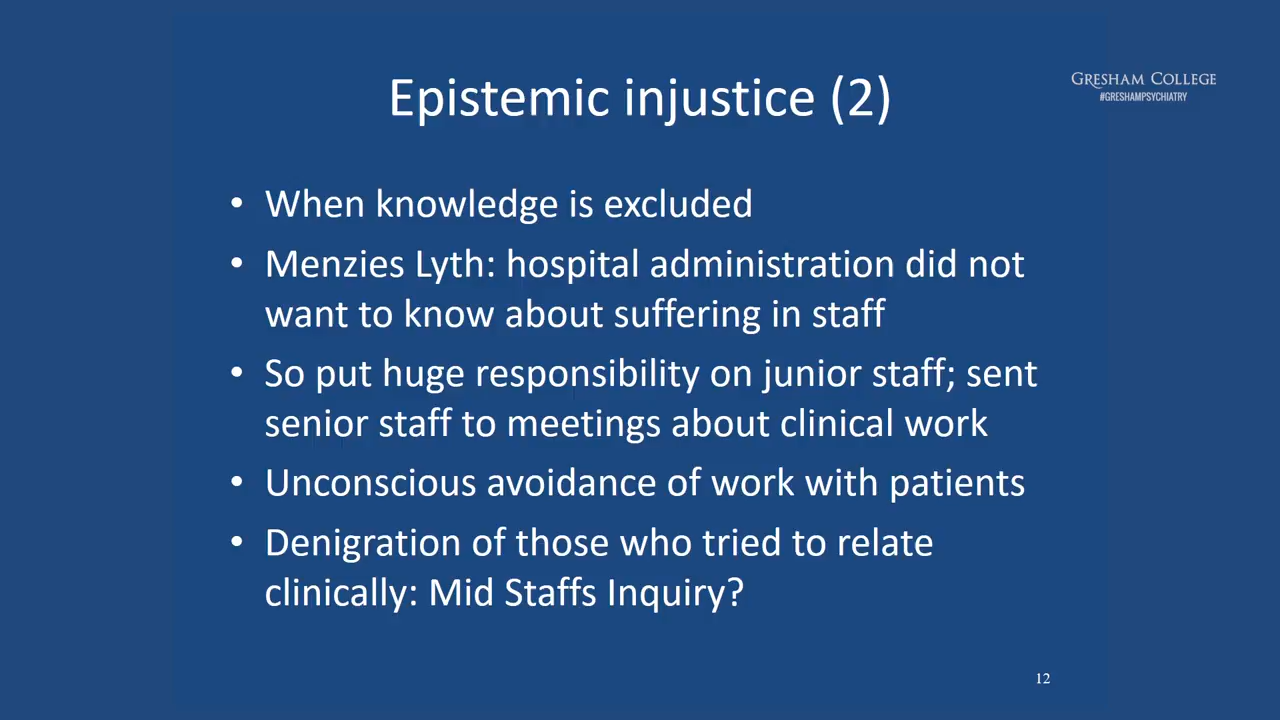 GRESHAM COLLEGE
#GRESHAMPSYCHIATRY
Epistemic injustice (2)
• When knowledge is excluded
• Menzies Lyth: hospital administration did not
want to know about suffering in staff
• So put huge responsibility on junior staff; sent
senior staff to meetings about clinical work
• Unconscious avoidance of work with patients
• Denigration of those who tried to relate
clinically: Mid Staffs Inquiry?
12